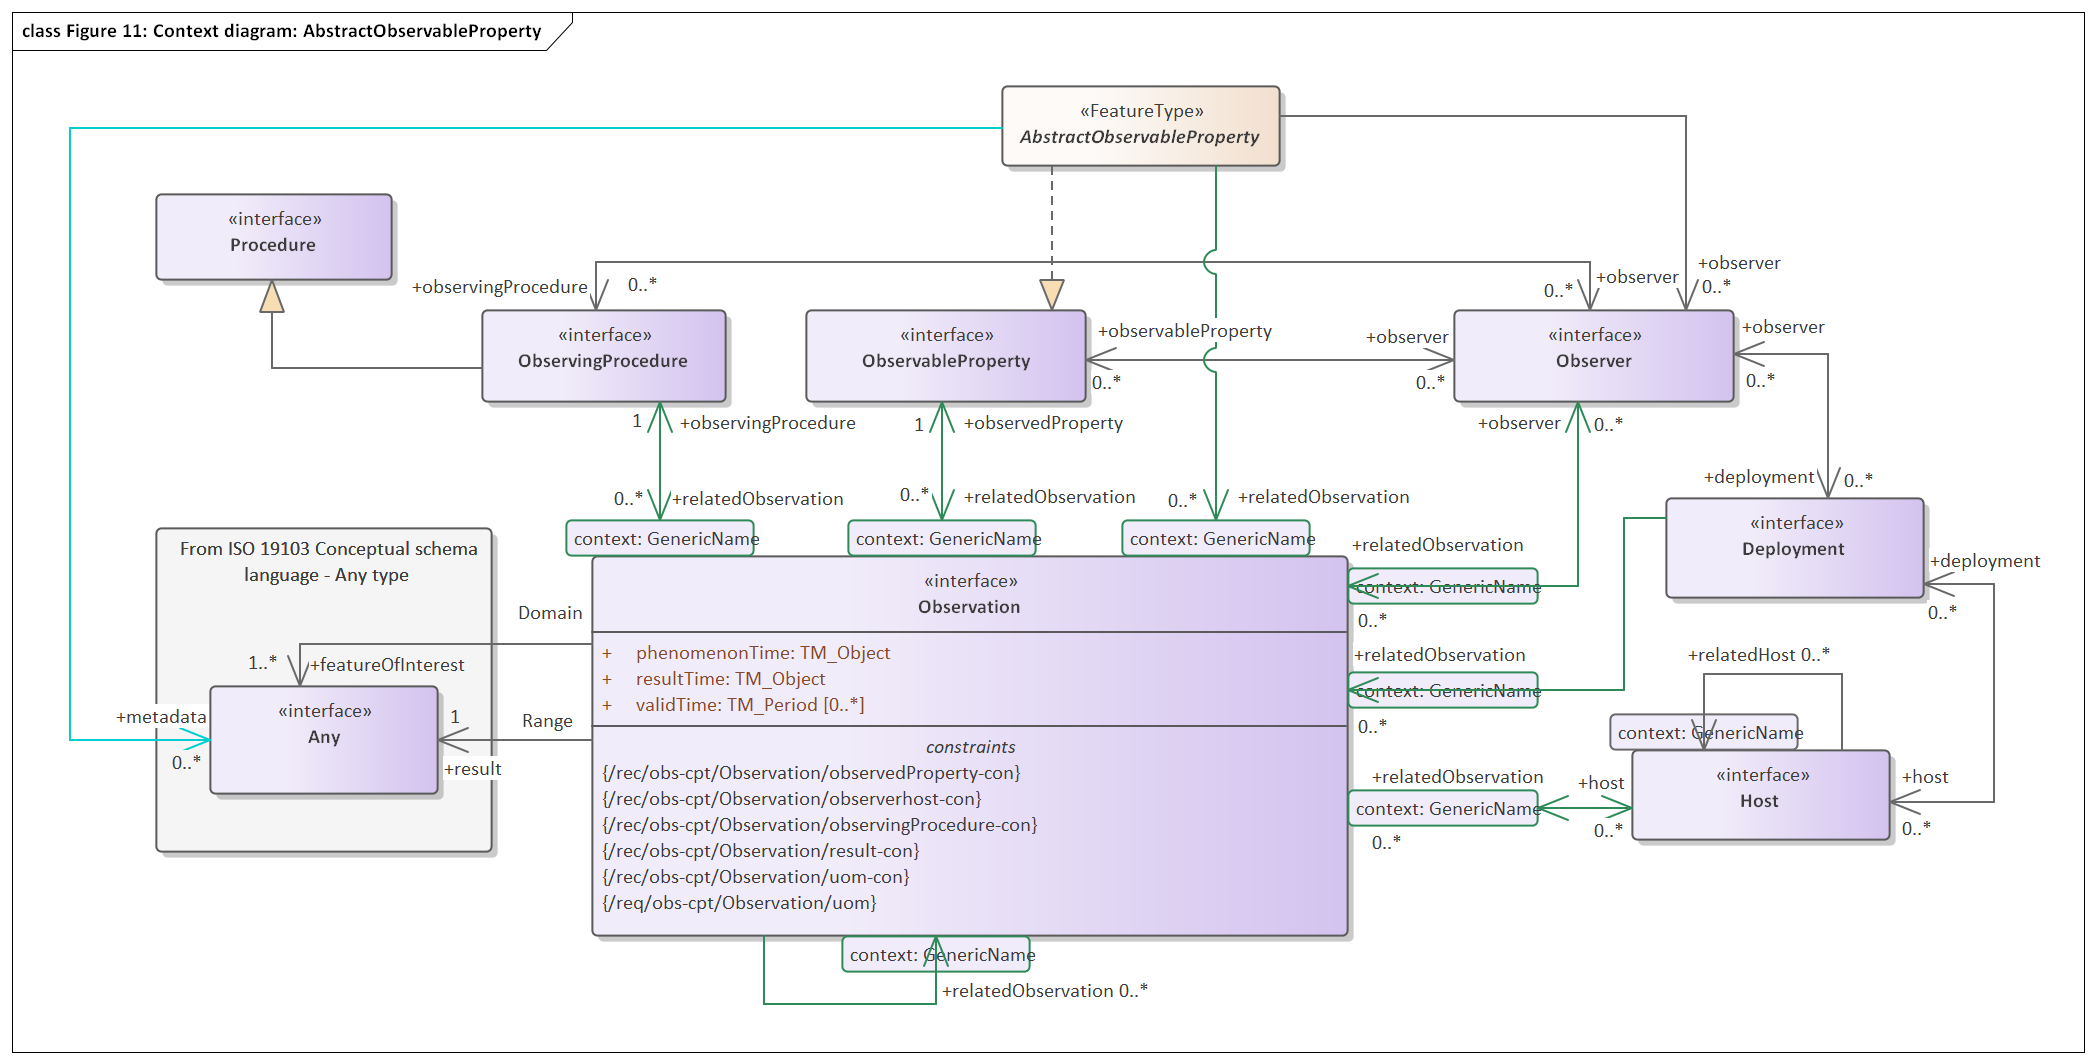 class Figure 11: Context diagram: AbstractObservableProperty
«FeatureType»
AbstractObservableProperty
«interface»
Procedure
+observingProcedure
0..*
0..*
+observer
+observer
0..*
«interface»
ObservingProcedure
«interface»
ObservableProperty
+observableProperty
0..*
+observer
0..*
«interface»
Observer
+observer
0..*
1
+observingProcedure
1
+observedProperty
+observer
0..*
0..*
+relatedObservation
0..*
+relatedObservation
0..*
+relatedObservation
+deployment
0..*
context: GenericName
context: GenericName
context: GenericName
«interface»
Deployment
+deployment
0..*
From ISO 19103 Conceptual schema
language - Any type
«interface»
Observation
+relatedObservation
context: GenericName
0..*
Domain
1..*
+featureOfInterest
+ phenomenonTime: TM_Object
+ resultTime: TM_Object
+ validTime: TM_Period [0..*]
+relatedObservation
context: GenericName
0..*
+relatedHost 0..*
context: GenericName
+metadata
0..*
«interface»
Any
1
Range
+result
constraints
{/rec/obs-cpt/Observation/observedProperty-con}
{/rec/obs-cpt/Observation/observerhost-con}
{/rec/obs-cpt/Observation/observingProcedure-con}
{/rec/obs-cpt/Observation/result-con}
{/rec/obs-cpt/Observation/uom-con}
{/req/obs-cpt/Observation/uom}
+relatedObservation
context: GenericName
0..*
+host
0..*
«interface»
Host
+host
0..*
context: GenericName
+relatedObservation 0..*